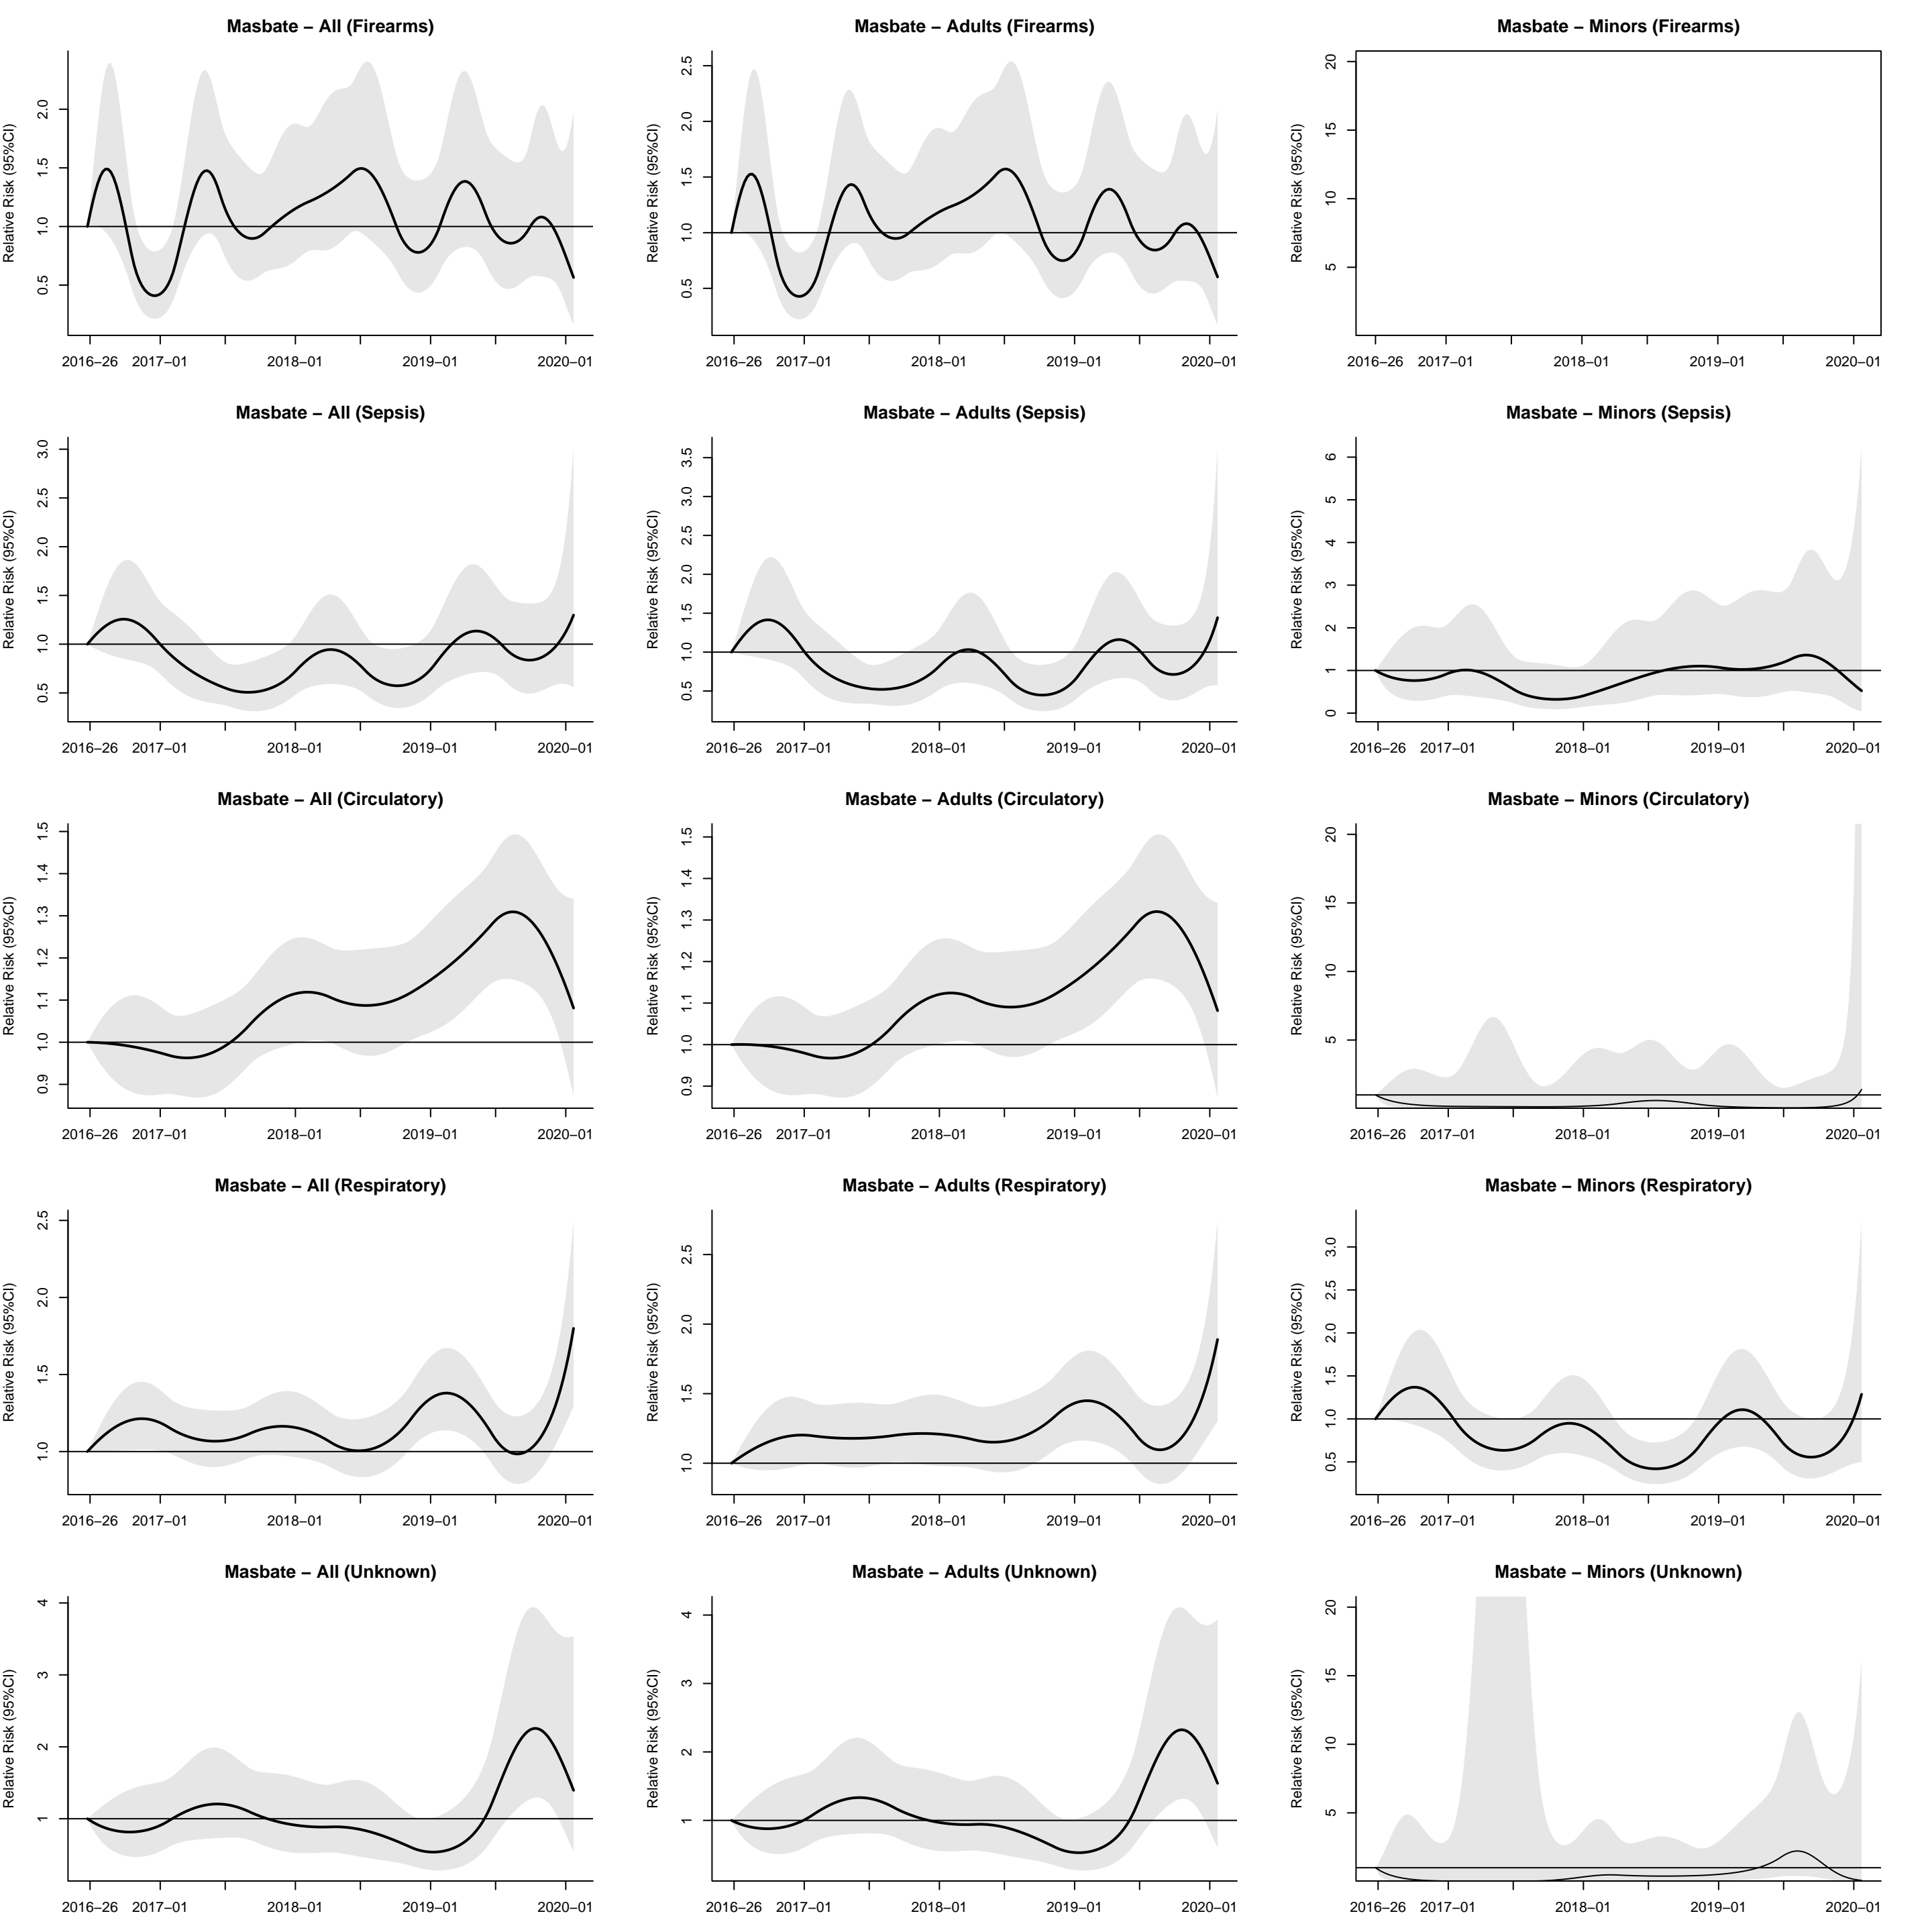 Masbate – All (Firearms)
Relative Risk (95%CI)
2.0
1.5
1.0
0.5
2016–26 2017–01 2018–01 2019–01 2020–01
Masbate – Adults (Firearms)
Relative Risk (95%CI)
2.5
2.0
1.5
1.0
0.5
2016–26 2017–01 2018–01 2019–01 2020–01
Masbate – Minors (Firearms)
Relative Risk (95%CI)
20
15
10
5
2016–26 2017–01 2018–01 2019–01 2020–01
Masbate – All (Sepsis)
Relative Risk (95%CI)
3.0
2.5
2.0
1.5
1.0
0.5
2016–26 2017–01 2018–01 2019–01 2020–01
Masbate – Adults (Sepsis)
Relative Risk (95%CI)
3.5
3.0
2.5
2.0
1.5
1.0
0.5
2016–26 2017–01 2018–01 2019–01 2020–01
Masbate – Minors (Sepsis)
Relative Risk (95%CI)
6
5
4
3
2
1
0
2016–26 2017–01 2018–01 2019–01 2020–01
Masbate – All (Circulatory)
Relative Risk (95%CI)
1.5
1.4
1.3
1.2
1.1
1.0
0.9
2016–26 2017–01 2018–01 2019–01 2020–01
Masbate – Adults (Circulatory)
Relative Risk (95%CI)
1.5
1.4
1.3
1.2
1.1
1.0
0.9
2016–26 2017–01 2018–01 2019–01 2020–01
Masbate – Minors (Circulatory)
Relative Risk (95%CI)
20
15
10
5
2016–26 2017–01 2018–01 2019–01 2020–01
Masbate – All (Respiratory)
Relative Risk (95%CI)
2.5
2.0
1.5
1.0
2016–26 2017–01 2018–01 2019–01 2020–01
Masbate – Adults (Respiratory)
Relative Risk (95%CI)
2.5
2.0
1.5
1.0
2016–26 2017–01 2018–01 2019–01 2020–01
Masbate – Minors (Respiratory)
Relative Risk (95%CI)
3.0
2.5
2.0
1.5
1.0
0.5
2016–26 2017–01 2018–01 2019–01 2020–01
Masbate – All (Unknown)
Relative Risk (95%CI)
4
3
2
1
2016–26 2017–01 2018–01 2019–01 2020–01
Masbate – Adults (Unknown)
Relative Risk (95%CI)
4
3
2
1
2016–26 2017–01 2018–01 2019–01 2020–01
Masbate – Minors (Unknown)
Relative Risk (95%CI)
20
15
10
5
2016–26 2017–01 2018–01 2019–01 2020–01